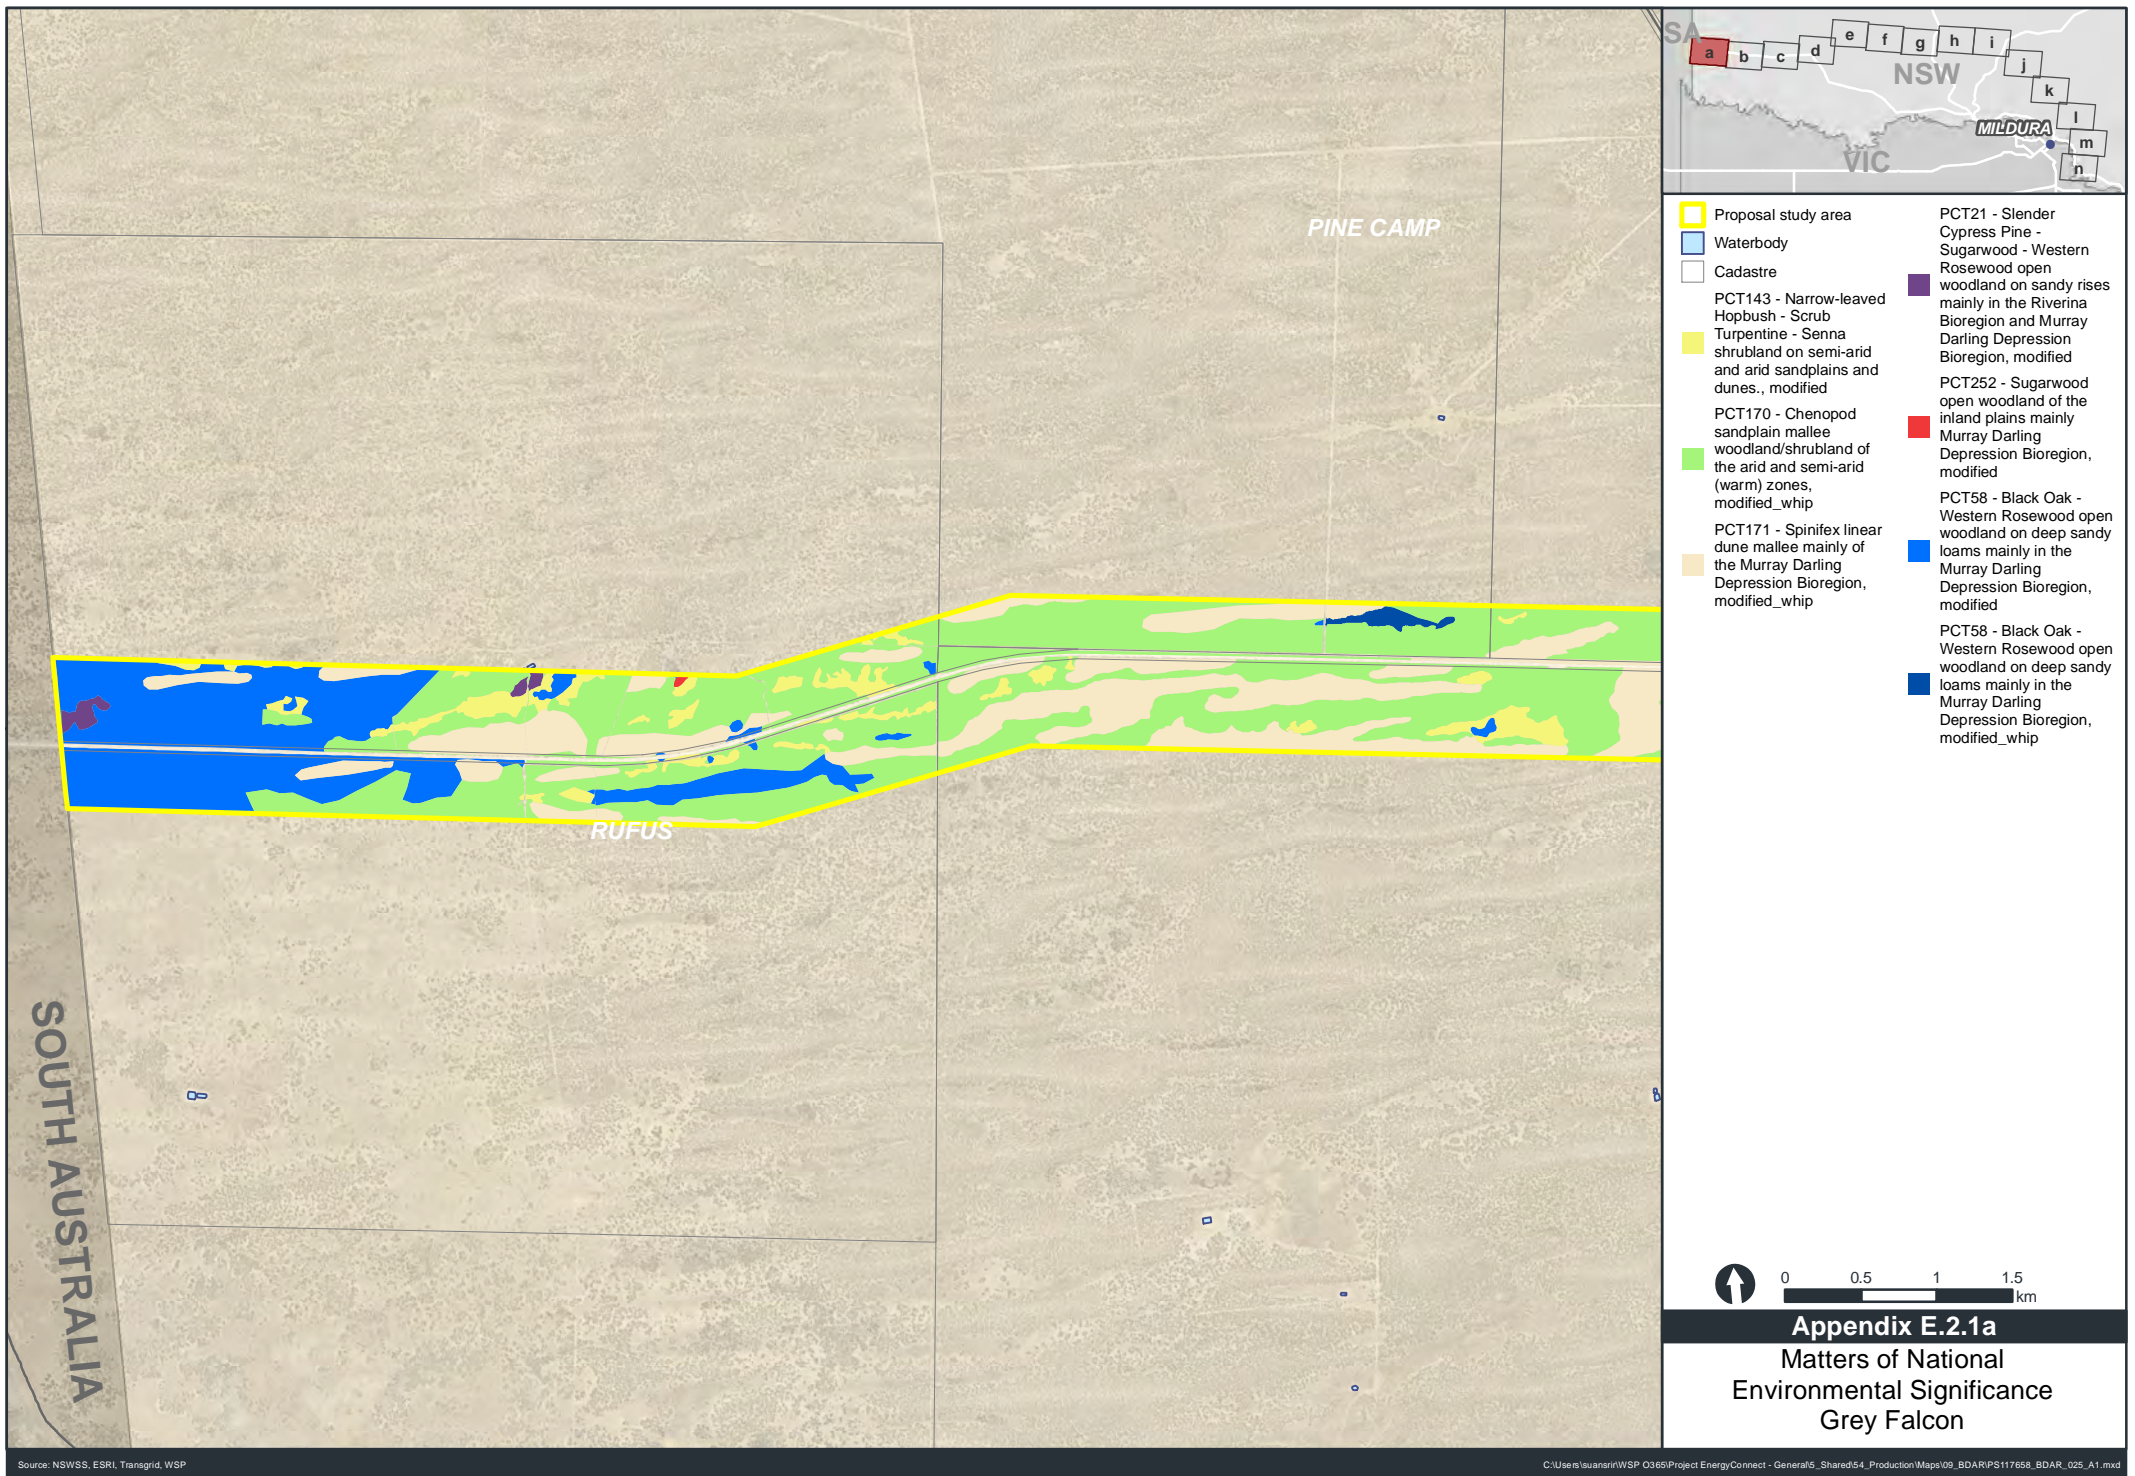 SA
a
b
c
d
e
f
g
h
i
j
k
l
m
n
NSW
MILDURA
VIC
PINE CAMP
RUFUS
SOUTH AUSTRALIA
Proposal study area
Waterbody
Cadastre
PCT143 - Narrow-leaved
Hopbush - Scrub
Turpentine - Senna
shrubland on semi-arid
and arid sandplains and
dunes., modified
PCT170 - Chenopod
sandplain mallee
woodland/shrubland of
the arid and semi-arid
(warm) zones,
modified_whip
PCT171 - Spinifex linear
dune mallee mainly of
the Murray Darling
Depression Bioregion,
modified_whip
PCT21 - Slender
Cypress Pine -
Sugarwood - Western
Rosewood open
woodland on sandy rises
mainly in the Riverina
Bioregion and Murray
Darling Depression
Bioregion, modified
PCT252 - Sugarwood
open woodland of the
inland plains mainly
Murray Darling
Depression Bioregion,
modified
PCT58 - Black Oak -
Western Rosewood open
woodland on deep sandy
loams mainly in the
Murray Darling
Depression Bioregion,
modified
PCT58 - Black Oak -
Western Rosewood open
woodland on deep sandy
loams mainly in the
Murray Darling
Depression Bioregion,
modified_whip
0 0.5 1 1.5
km
Appendix E.2.1a
Matters of National
Environmental Significance
Grey Falcon
Source: NSWSS, ESRI, Transgrid, WSP
C:\Users\suansrir\WSP O365\Project EnergyConnect - General\5_Shared\54_Production\Maps\09_BDAR\PS117658_BDAR_025_A1.mxd